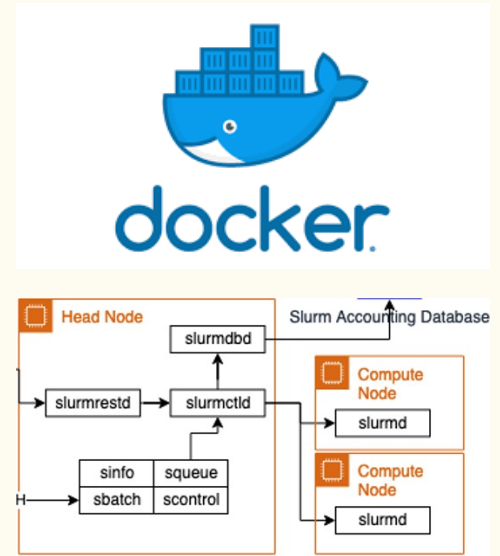 docker
Head Node
slurmdbd
Slurm Accounting Database
slurmrestd
slurmctld
Compute
Node
slurmd
sinfo squeue
sbatch scontrol
H
Compute
Node
slurmd